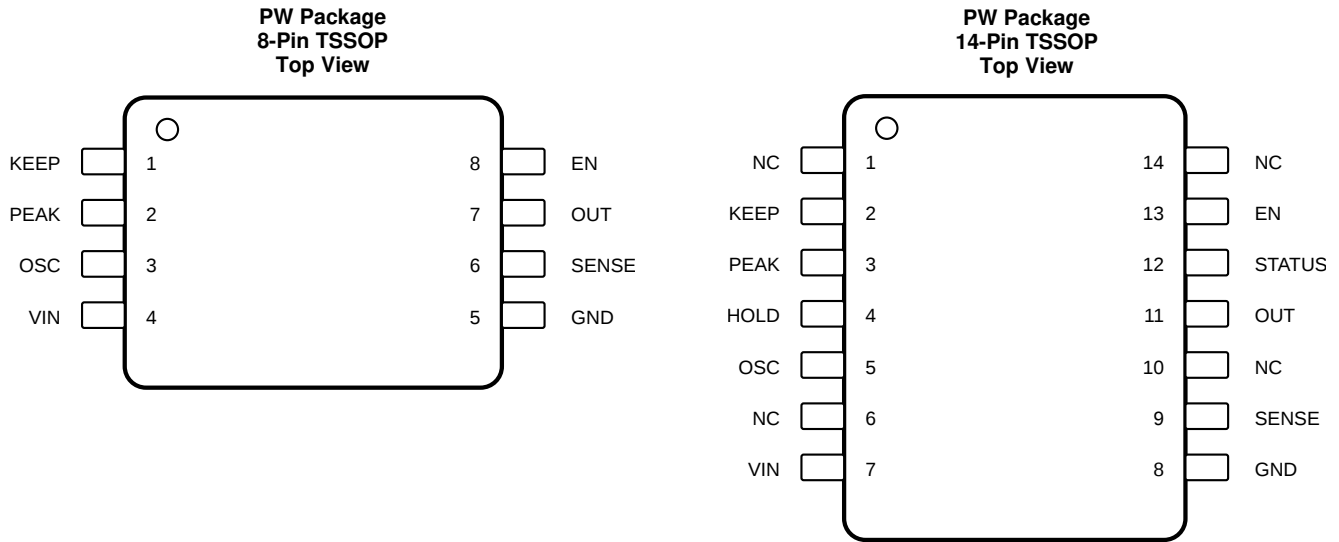 PW Package
8-Pin TSSOP
Top View
KEEP 1 8 EN
PEAK 2 7 OUT
OSC 3 6 SENSE
VIN 4 5 GND
PW Package
14-Pin TSSOP
Top View
NC 1 14 NC
KEEP 2 13 EN
PEAK 3 12 STATUS
HOLD 4 11 OUT
OSC 5 10 NC
NC 6 9 SENSE
VIN 7 8 GND